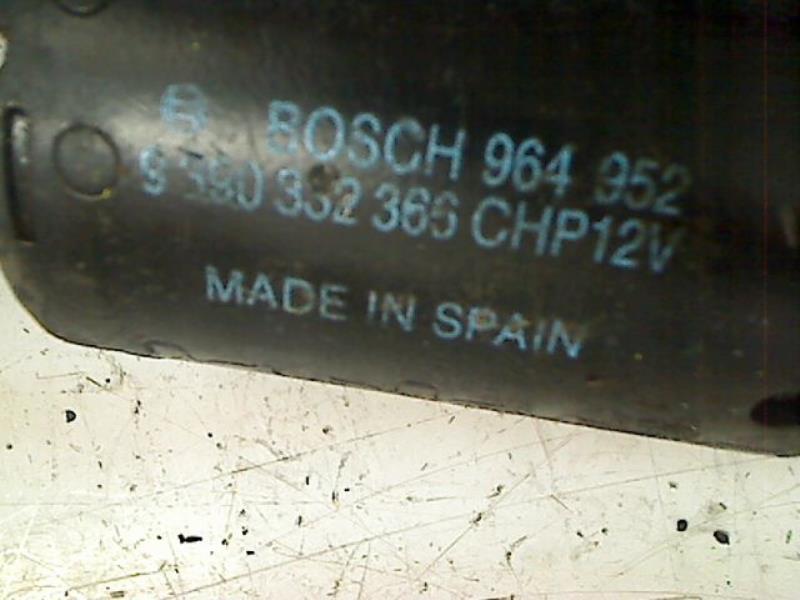 BOSCH 964 952
9 390 332 366 CHP12V
MADE IN SPAIN